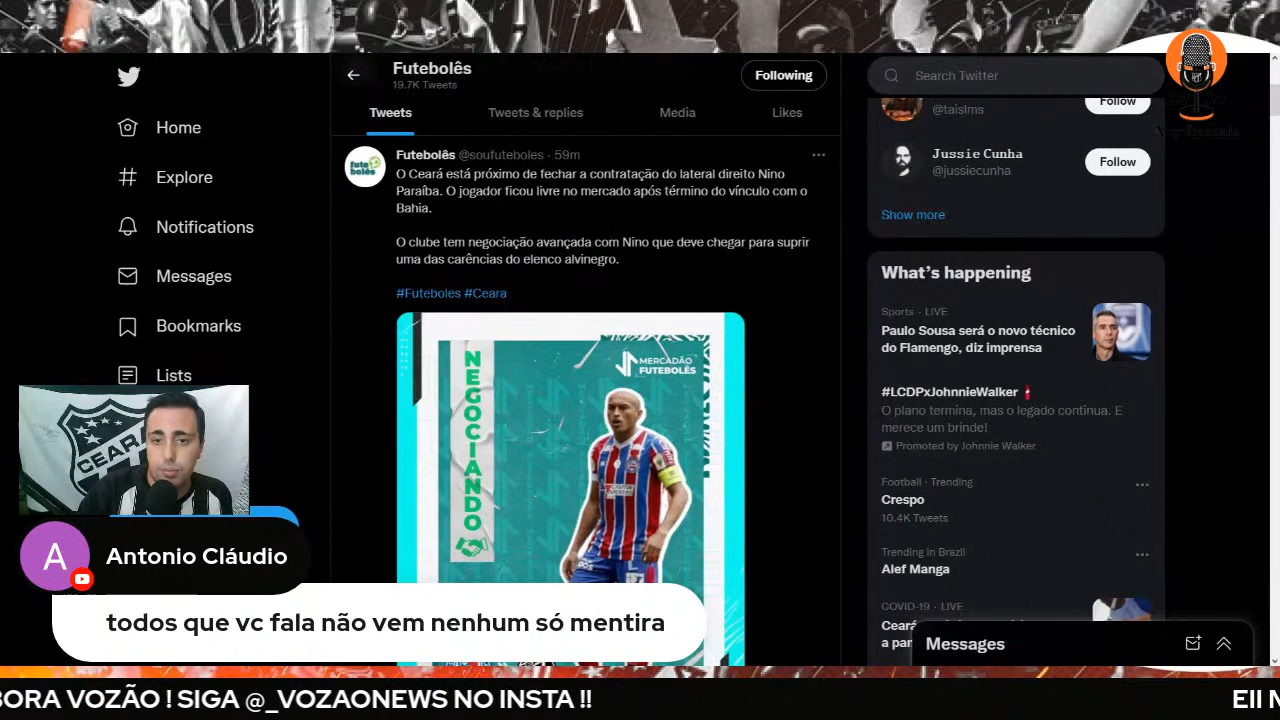 Futebolês
19.7K Tweets
Following
Search Twitter
Tweets
Tweets & replies
Media
Likes
Home
Explore
Notifications
Messages
Bookmarks
Lists
Futebolês @soufuteboles · 59m
O Ceará está próximo de fechar a contratação do lateral direito Nino
Paraíba. O jogador ficou livre no mercado após término do vínculo com o
Bahia.
O clube tem negociação avançada com Nino que deve chegar para suprir
uma das carências do elenco alvinegro.
#Futeboles #Ceara
NEGOCIANDO
MERCADÃO
FUTEBOLÊS
@taislms
Follow
Jussie Cunha
@jussiecunha
Follow
Show more
What's happening
Sports · LIVE
Paulo Sousa será o novo técnico
do Flamengo, diz imprensa
#LCDPxJohnnieWalker
O plano termina, mas o legado continua. E
merece um brinde!
Promoted by Johnnie Walker
Football · Trending
Crespo
10.4K Tweets
Trending in Brazil
Alef Manga
COVID-19 · LIVE
Ceará
a par
Messages
CEARÁ
A
Antonio Cláudio
todos que vc fala não vem nenhum só mentira
BORA VOZÃO ! SIGA @_VOZAONEWS NO INSTA !!
EII N